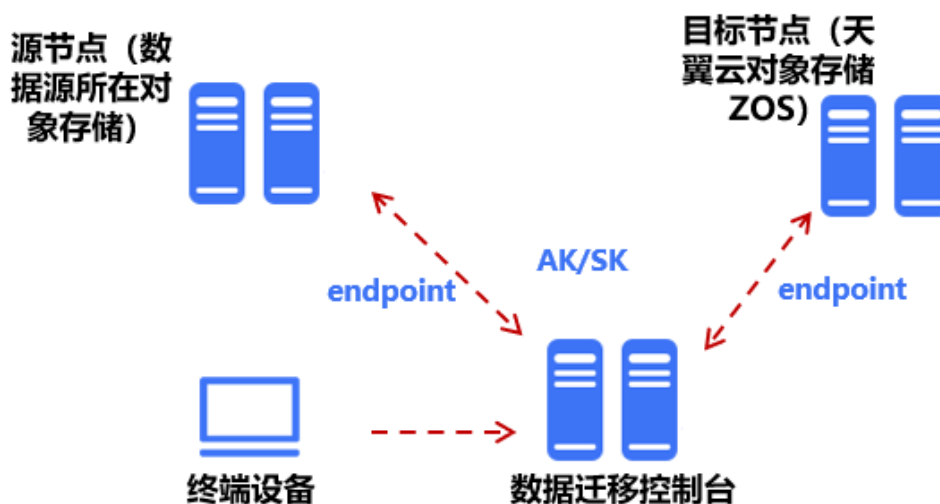 源节点（数
据源所在对
象存储）
目标节点（天
翼云对象存储
ZOS）
AK/SK
endpoint
endpoint
终端设备
数据迁移控制台